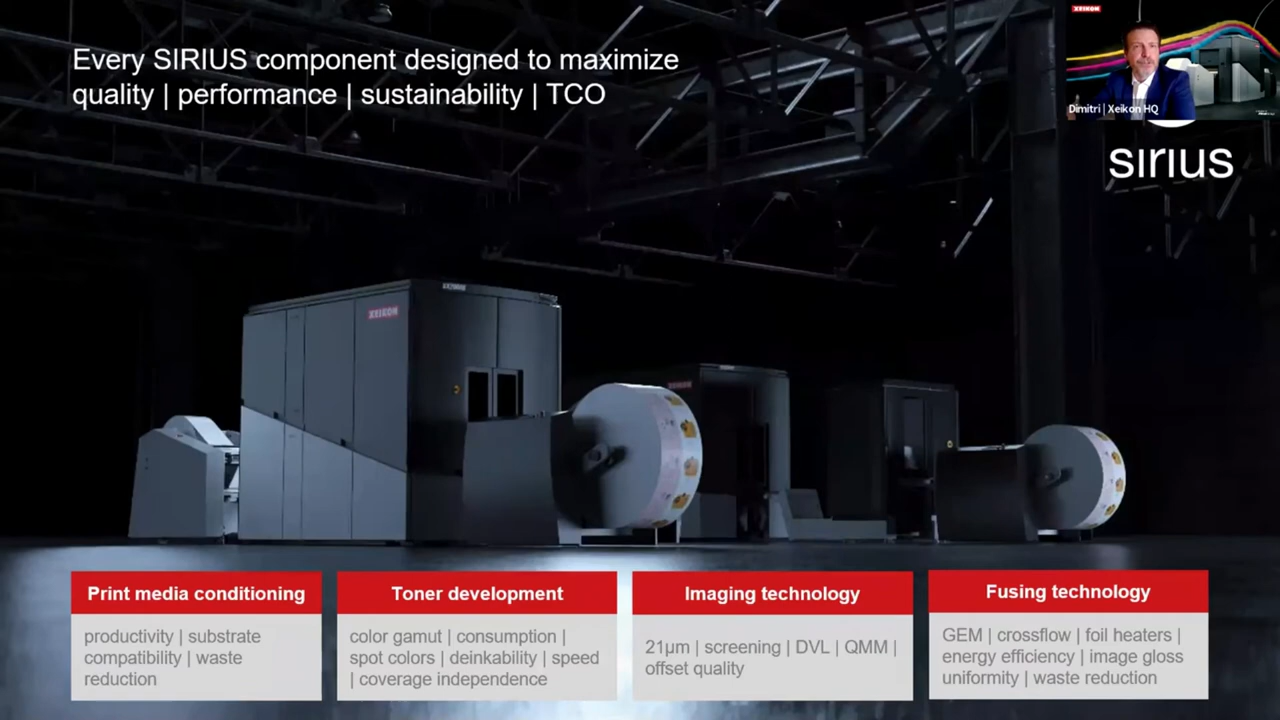 Every SIRIUS component designed to maximize
quality | performance | sustainability | TCO
XEIKON
Dimitri | Xeikon HQ
sirius
XEIKON
XEIKON
Print media conditioning
productivity | substrate
compatibility | waste
reduction
Toner development
color gamut | consumption |
spot colors | deinkability | speed
| coverage independence
Imaging technology
21µm | screening | DVL | QMM |
offset quality
Fusing technology
GEM | crossflow | foil heaters |
energy efficiency | image gloss
uniformity | waste reduction